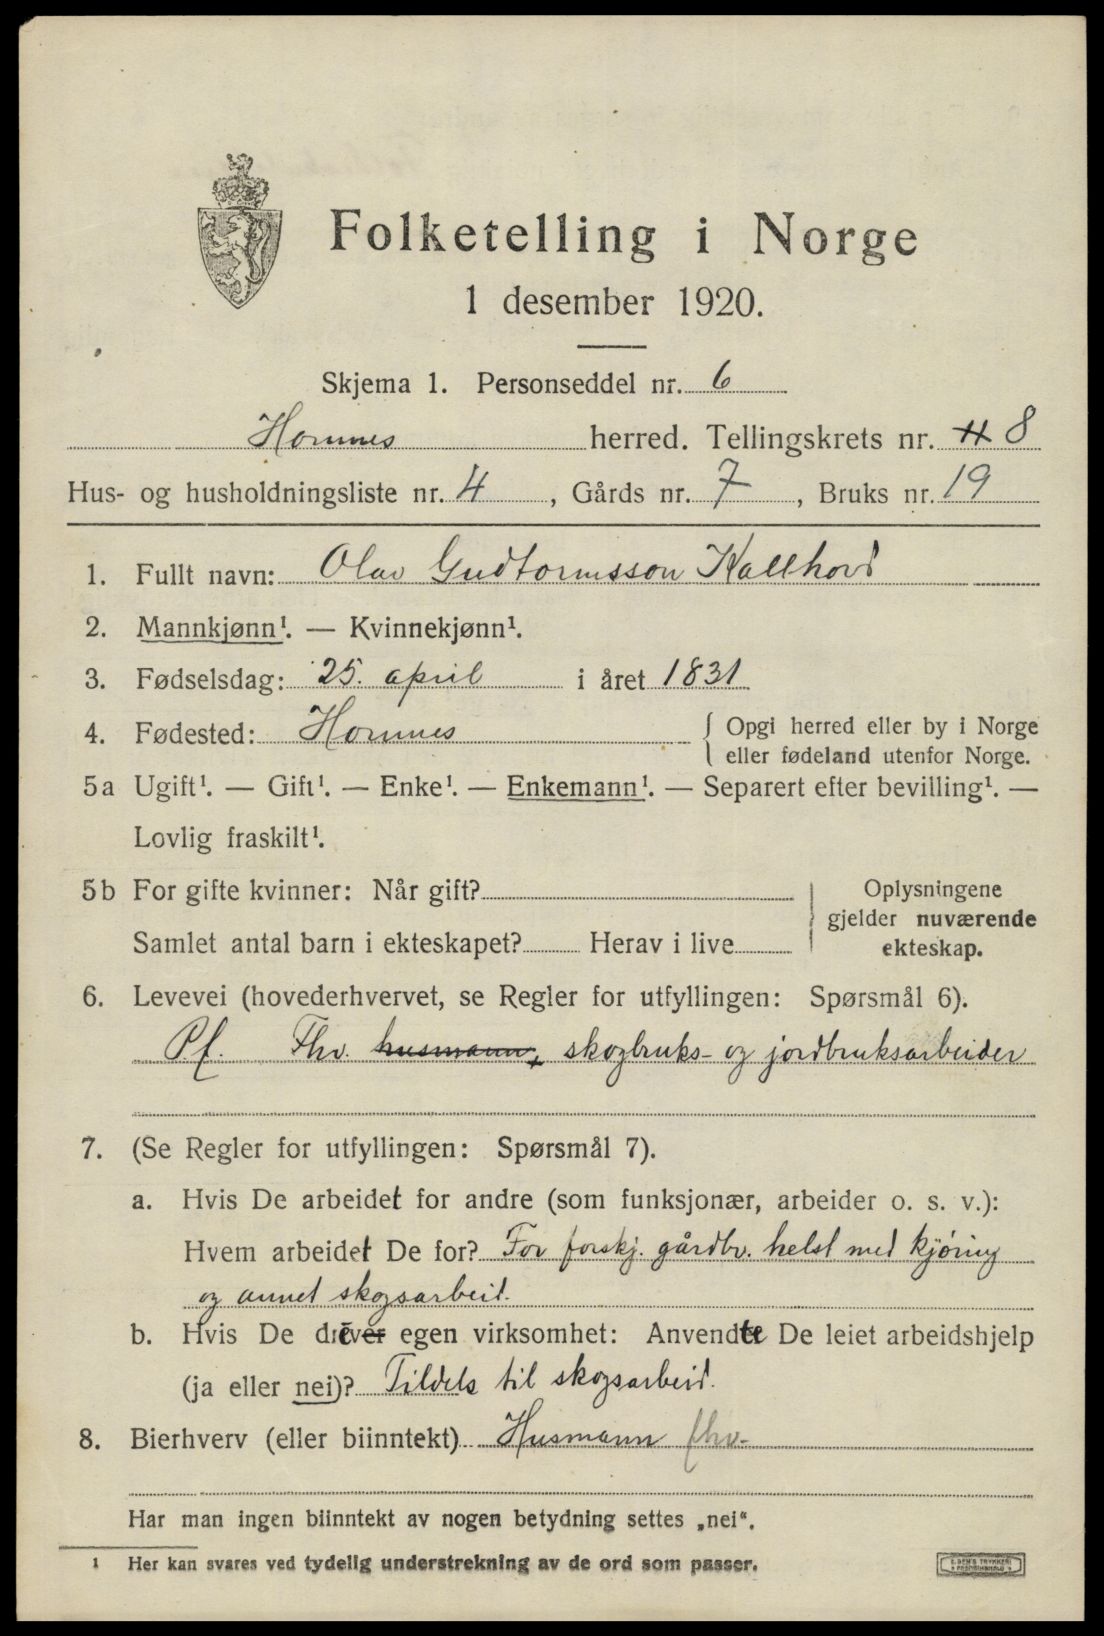 Folketelling i Norge
1 desember 1920.
Skjema 1. Personseddel nr. 6
Hornnes herred. Tellingskrets nr. 8
Hus- og husholdningsliste nr. 4, Gårds nr. 7, Bruks nr. 19
1. Fullt navn: Olav Gudtormsson Kallhovd
2. Mannkjønn¹. — Kvinnekjønn¹.
3. Fødselsdag: 25. april i året 1831
4. Fødested: Hornnes { Opgi herred eller by i Norge
eller fødeland utenfor Norge.
5a Ugift¹. — Gift¹. — Enke¹. — Enkemann¹. — Separert efter bevilling¹. —
Lovlig fraskilt¹.
5b For gifte kvinner: Når gift? Oplysningene
gjelder nuværende
Samlet antal barn i ekteskapet? Herav i live ekteskap.
6. Levevei (hovederhvervet, se Regler for utfyllingen: Spørsmål 6).
Pf. Fhv. husmann, skogbruks- og jordbruksarbeider
7. (Se Regler for utfyllingen: Spørsmål 7).
a. Hvis De arbeidet for andre (som funksjonær, arbeider o. s. v.):
Hvem arbeidet De for? For forskj. gårdbr. helst med kjøring
og annet skogsarbeid.
b. Hvis De drev egen virksomhet: Anvendte De leiet arbeidshjelp
(ja eller nei)? Tildels til skogsarbeid.
8. Bierhverv (eller biinntekt) Husmann fhv.
Har man ingen biinntekt av nogen betydning settes „nei“.
¹ Her kan svares ved tydelig understrekning av de ord som passer.